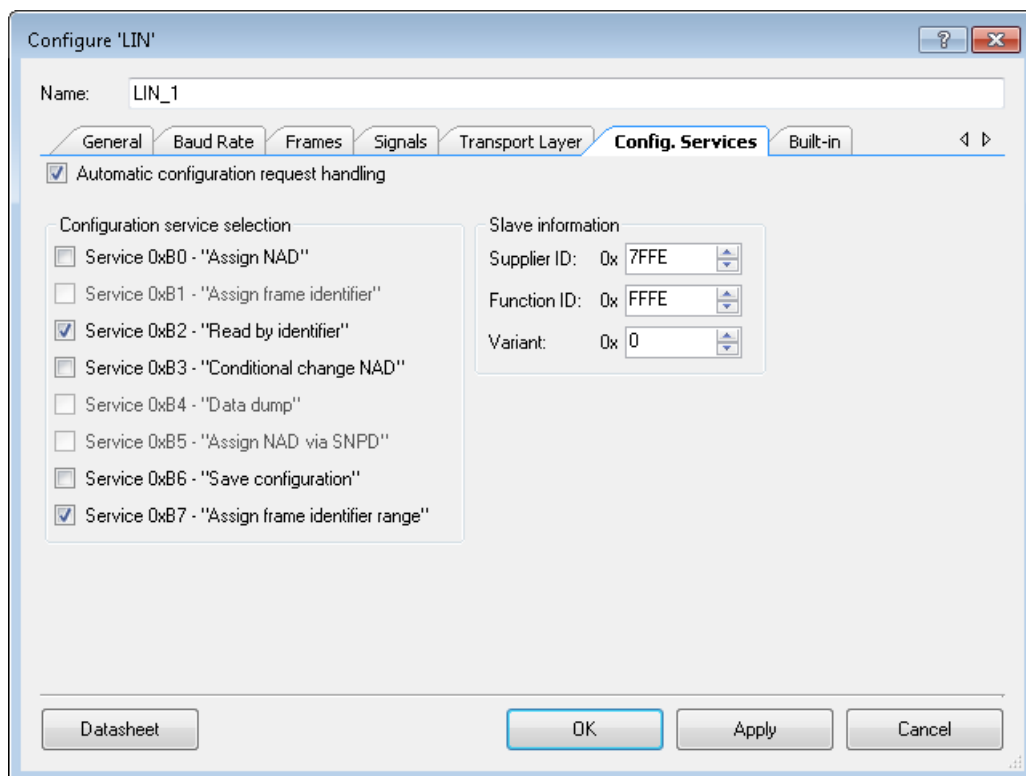 Configure 'LIN'
Name: LIN_1
General Baud Rate Frames Signals Transport Layer Config. Services Built-in
Automatic configuration request handling
Configuration service selection
Service 0xB0 - "Assign NAD"
Service 0xB1 - "Assign frame identifier"
Service 0xB2 - "Read by identifier"
Service 0xB3 - "Conditional change NAD"
Service 0xB4 - "Data dump"
Service 0xB5 - "Assign NAD via SNPD"
Service 0xB6 - "Save configuration"
Service 0xB7 - "Assign frame identifier range"
Slave information
Supplier ID: 0x 7FFE
Function ID: 0x FFFE
Variant: 0x 0
Datasheet OK Apply Cancel